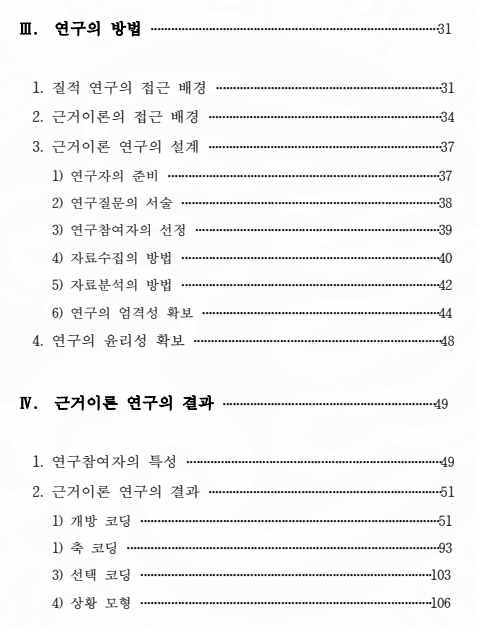 Ⅲ. 연구의 방법 ······ 31
1. 질적 연구의 접근 배경 ······ 31
2. 근거이론의 접근 배경 ······ 34
3. 근거이론 연구의 설계 ······ 37
1) 연구자의 준비 ······ 37
2) 연구질문의 서술 ······ 38
3) 연구참여자의 선정 ······ 39
4) 자료수집의 방법 ······ 40
5) 자료분석의 방법 ······ 42
6) 연구의 엄격성 확보 ······ 44
4. 연구의 윤리성 확보 ······ 48
Ⅳ. 근거이론 연구의 결과 ······ 49
1. 연구참여자의 특성 ······ 49
2. 근거이론 연구의 결과 ······ 51
1) 개방 코딩 ······ 51
1) 축 코딩 ······ 93
3) 선택 코딩 ······ 103
4) 상황 모형 ······ 106